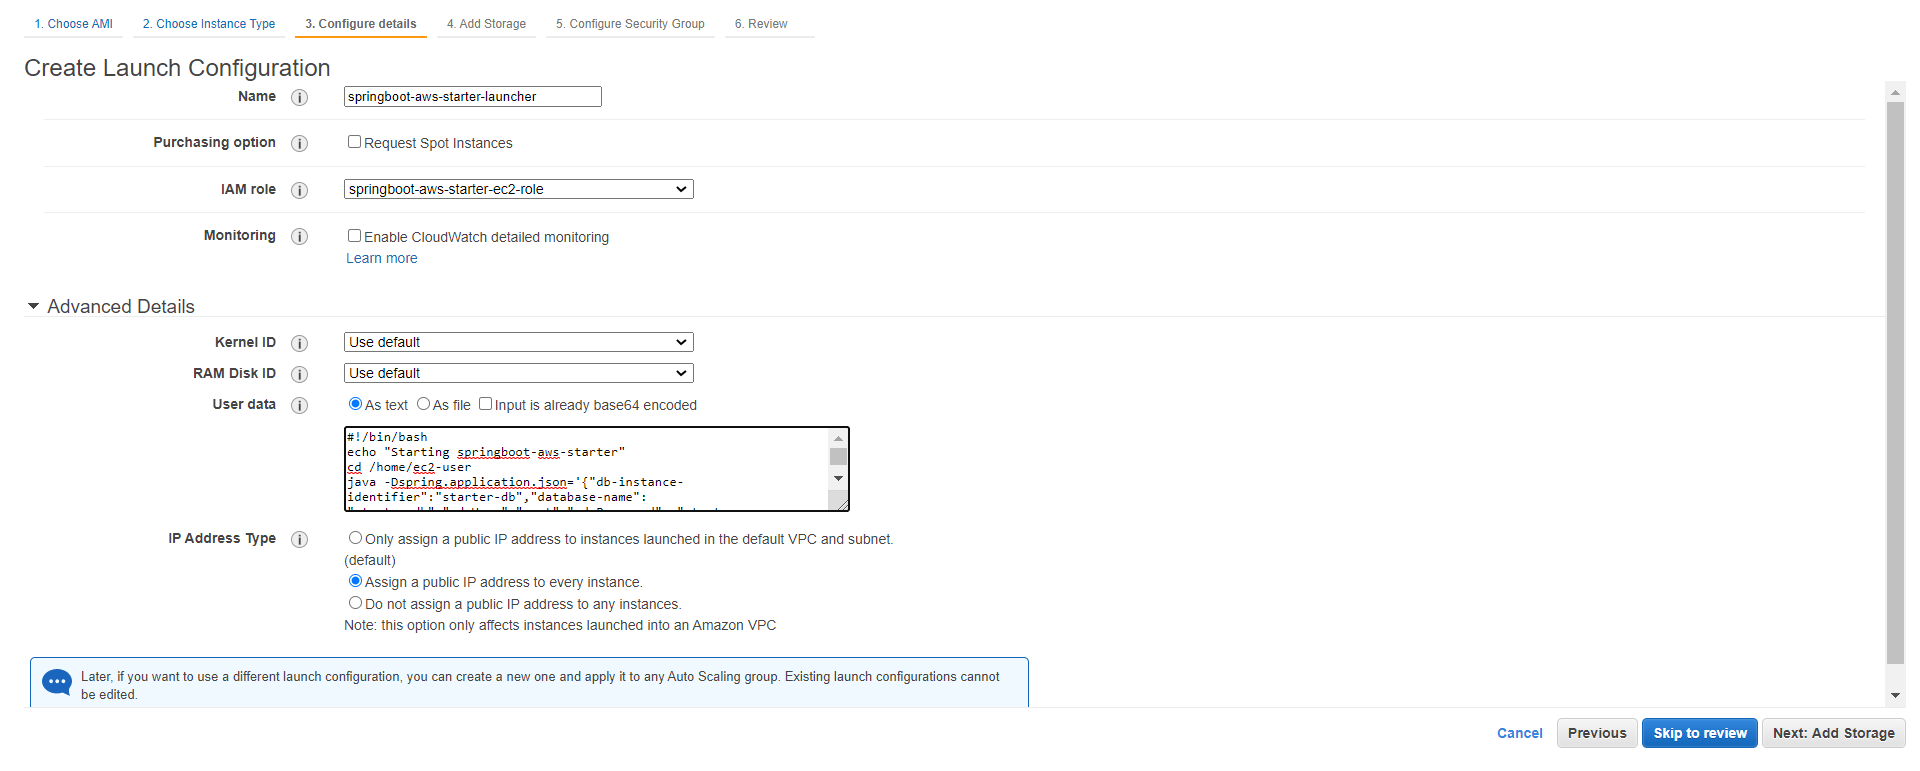 1. Choose AMI 2. Choose Instance Type 3. Configure details 4. Add Storage 5. Configure Security Group 6. Review
Create Launch Configuration
Name i springboot-aws-starter-launcher
Purchasing option i Request Spot Instances
IAM role i springboot-aws-starter-ec2-role
Monitoring i Enable CloudWatch detailed monitoring
Learn more
Advanced Details
Kernel ID i Use default
RAM Disk ID i Use default
User data i As text As file Input is already base64 encoded
#!/bin/bash
echo "Starting springboot-aws-starter"
cd /home/ec2-user
java -Dspring.application.json='{"db-instance-
identifier":"starter-db","database-name":
IP Address Type i Only assign a public IP address to instances launched in the default VPC and subnet.
(default)
Assign a public IP address to every instance.
Do not assign a public IP address to any instances.
Note: this option only affects instances launched into an Amazon VPC
Later, if you want to use a different launch configuration, you can create a new one and apply it to any Auto Scaling group. Existing launch configurations cannot
be edited.
Cancel Previous Skip to review Next: Add Storage